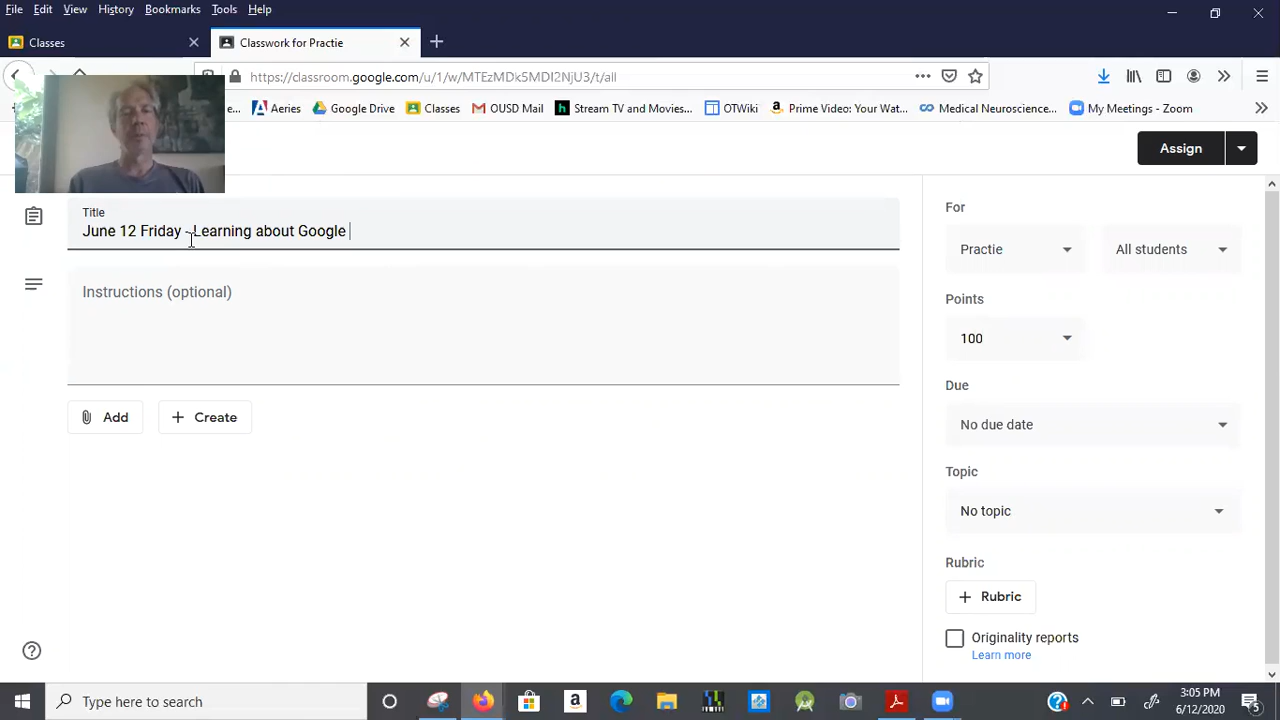 File Edit View History Bookmarks Tools Help
Classes
Classwork for Practie
https://classroom.google.com/u/1/w/MTEzMDk5MDI2NjU3/t/all
e... Aeries Google Drive Classes OUSD Mail Stream TV and Movies... OTWiki Prime Video: Your Wat... Medical Neuroscience... My Meetings - Zoom
Assign
Title
June 12 Friday - Learning about Google
Instructions (optional)
Add
Create
For
Practie
All students
Points
100
Due
No due date
Topic
No topic
Rubric
Rubric
Originality reports
Learn more
Type here to search
3:05 PM
6/12/2020
5